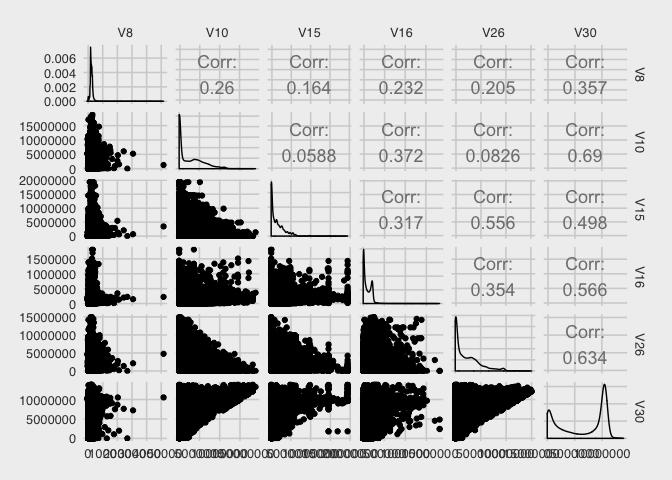 V8 V10 V15 V16 V26 V30
0.006
0.004
0.002
0.000
Corr: Corr: Corr: Corr: Corr:
0.26 0.164 0.232 0.205 0.357
V8
15000000
10000000
5000000
0
Corr: Corr: Corr: Corr:
0.0588 0.372 0.0826 0.69
V10
20000000
15000000
10000000
5000000
0
Corr: Corr: Corr:
0.317 0.556 0.498
V15
1500000
1000000
500000
0
Corr: Corr:
0.354 0.566
V16
15000000
10000000
5000000
0
Corr:
0.634
V26
10000000
5000000
0
V30